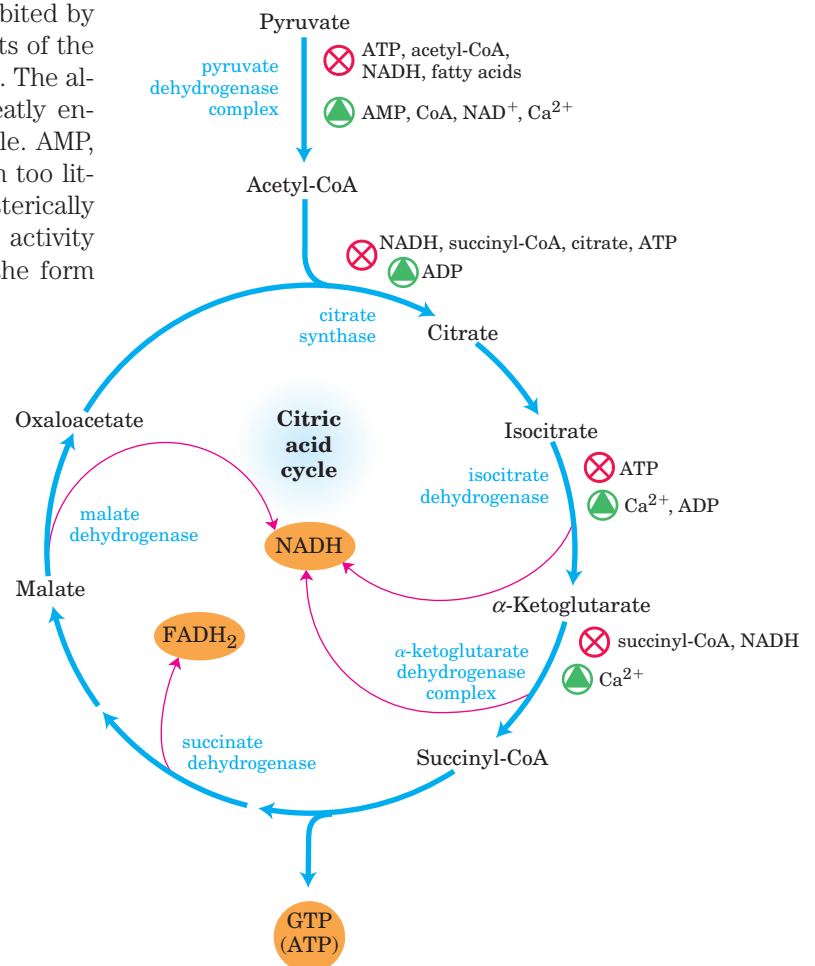 bited by
ts of the
. The al-
eatly en-
le. AMP,
n too lit-
sterically
activity
the form
Pyruvate
pyruvate
dehydrogenase
complex
ATP, acetyl-CoA,
NADH, fatty acids
AMP, CoA, NAD⁺, Ca²⁺
Acetyl-CoA
NADH, succinyl-CoA, citrate, ATP
ADP
citrate
synthase
Citrate
Oxaloacetate
Citric
acid
cycle
Isocitrate
isocitrate
dehydrogenase
ATP
Ca²⁺, ADP
malate
dehydrogenase
NADH
Malate
α-Ketoglutarate
FADH₂
α-ketoglutarate
dehydrogenase
complex
succinyl-CoA, NADH
Ca²⁺
succinate
dehydrogenase
Succinyl-CoA
GTP
(ATP)